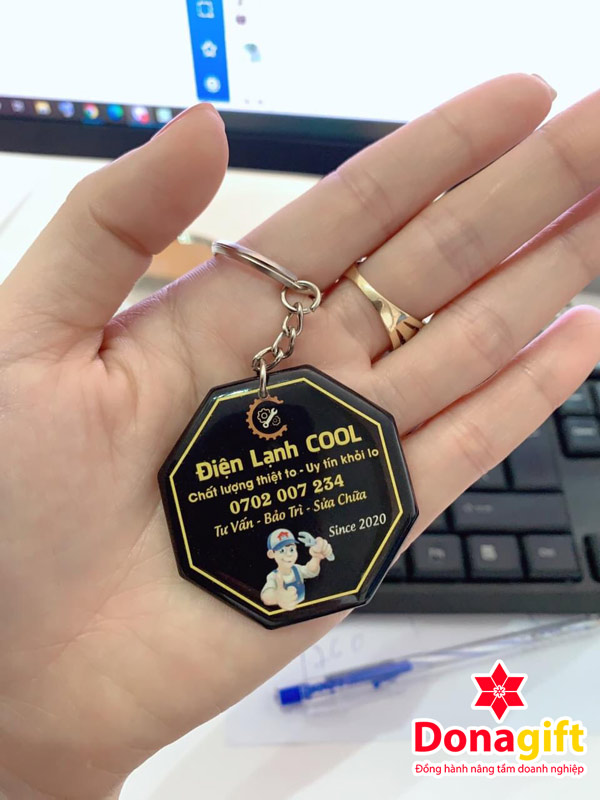 Điện Lạnh COOL
Chất lượng thiệt to - Uy tín khỏi lo
0702 007 234
Tư Vấn - Bảo Trì - Sửa Chữa
Since 2020
Donagift
Đồng hành nâng tầm doanh nghiệp